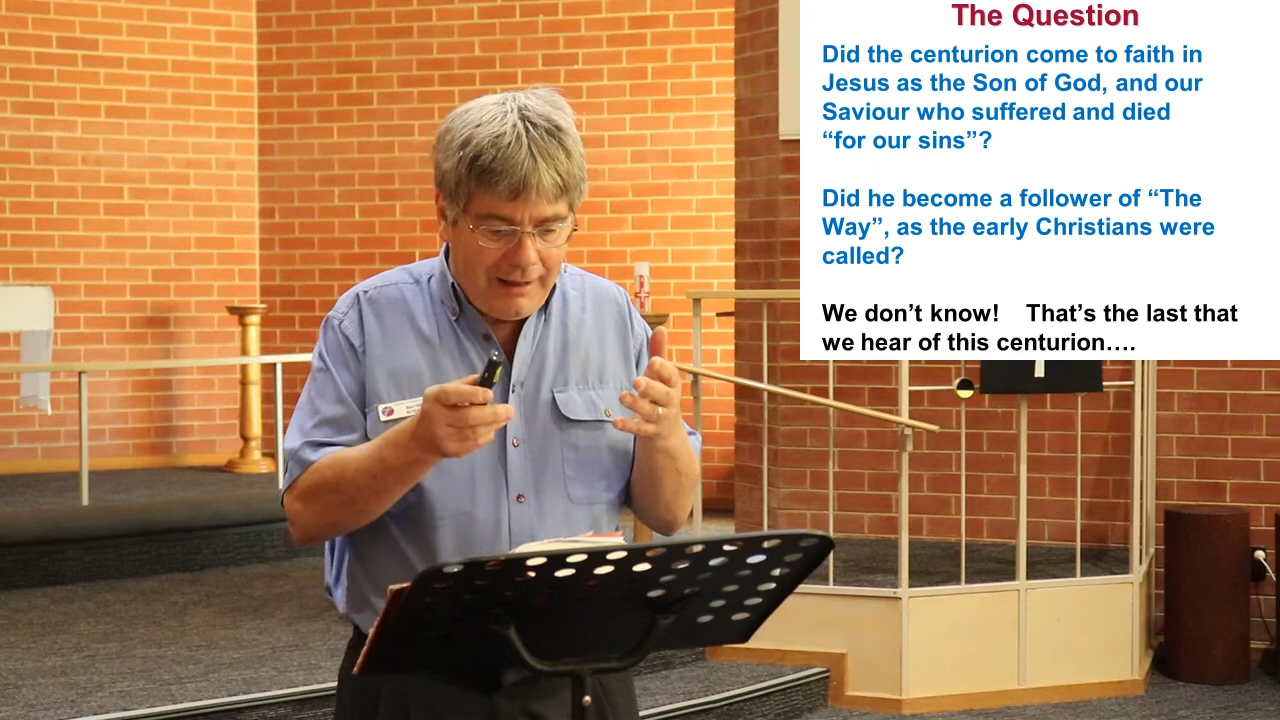 The Question
Did the centurion come to faith in
Jesus as the Son of God, and our
Saviour who suffered and died
“for our sins”?
Did he become a follower of “The
Way”, as the early Christians were
called?
We don’t know!    That’s the last that
we hear of this centurion….